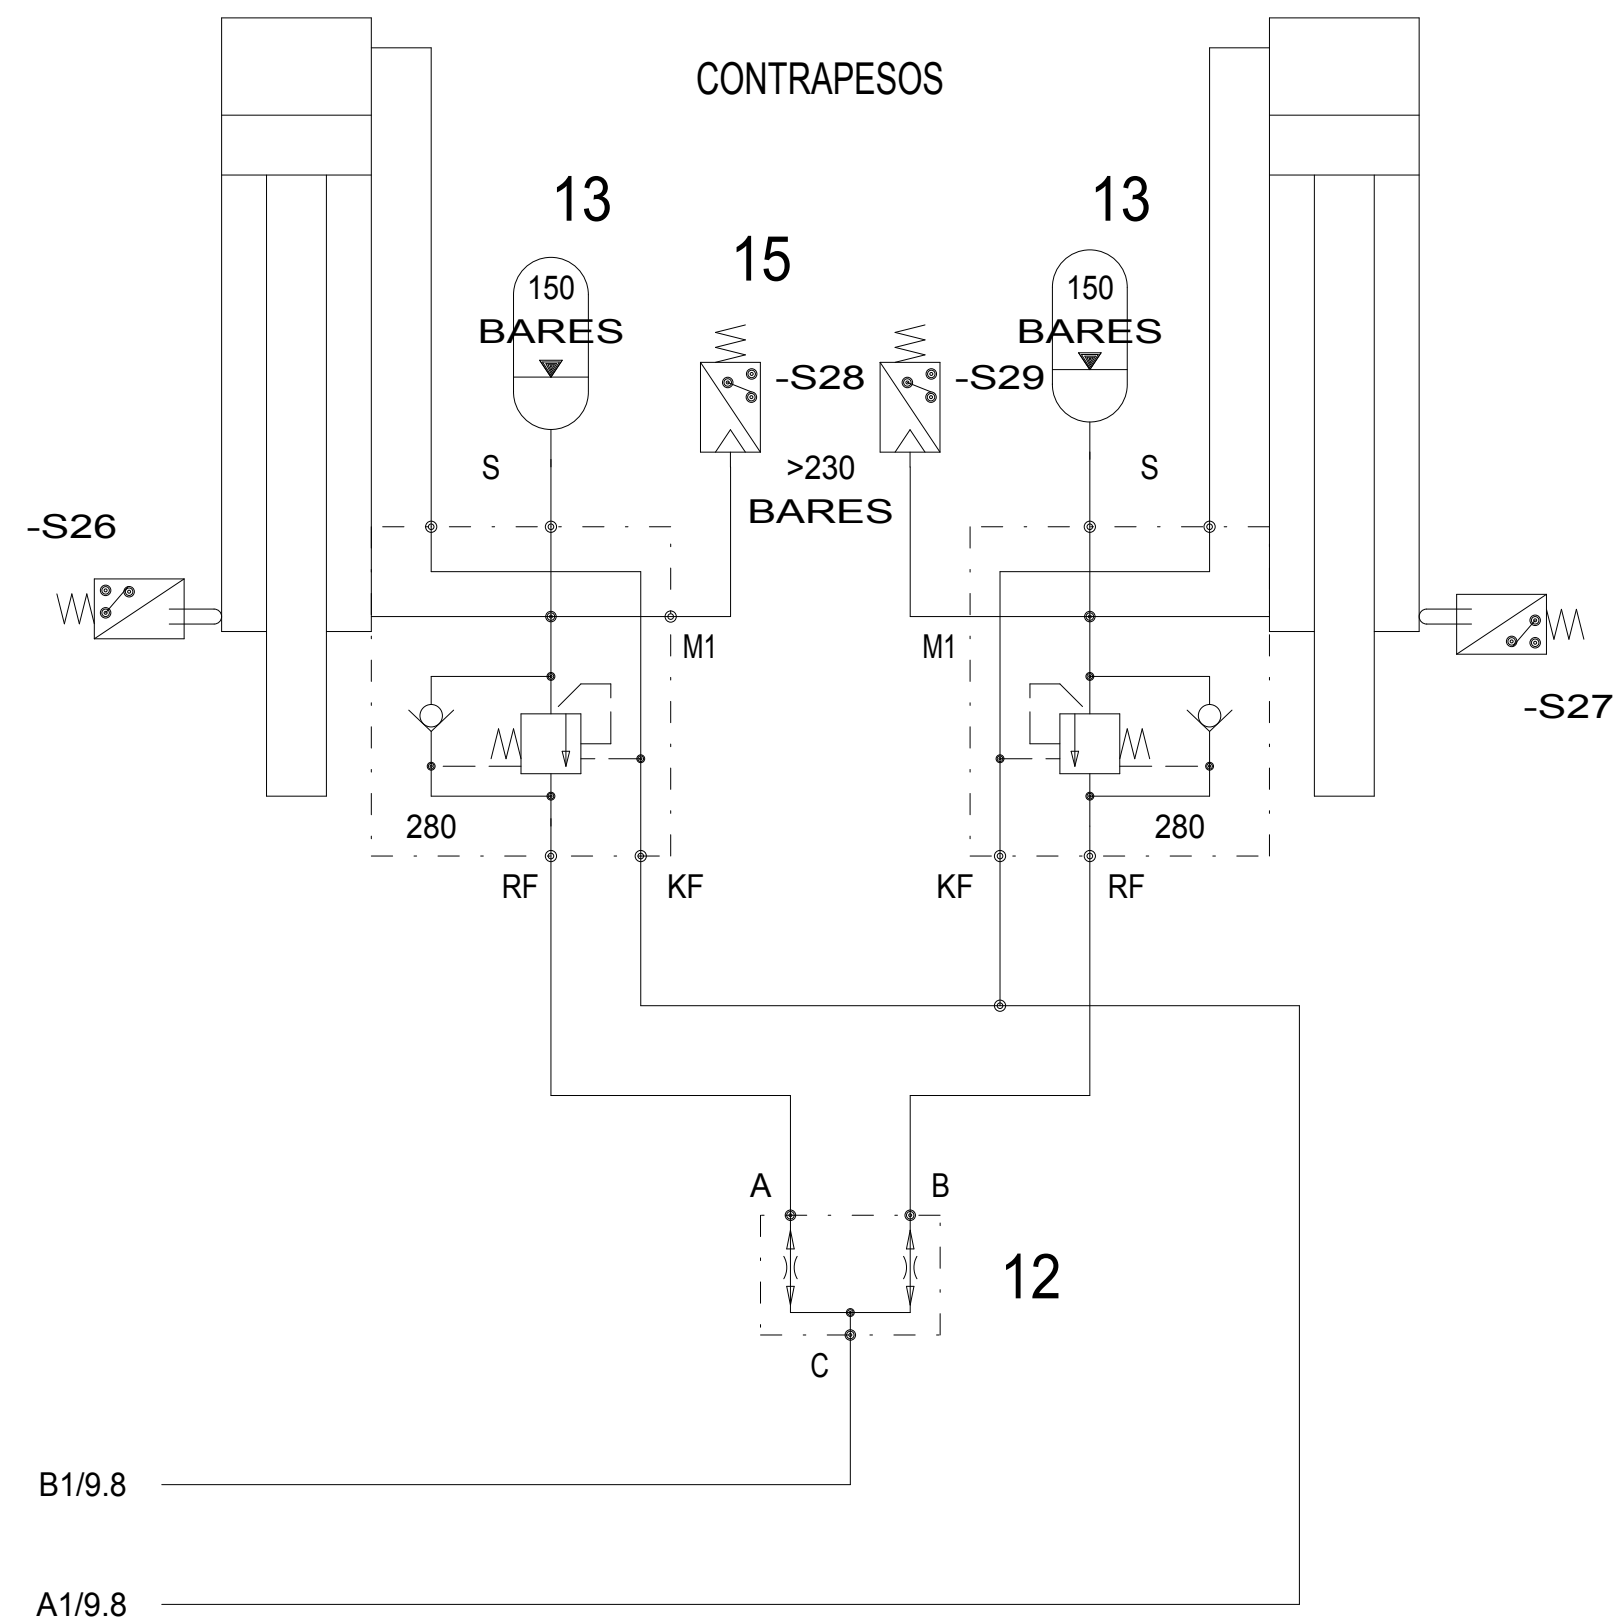 CONTRAPESOS
13
13
15
150
BARES
150
BARES
-S28
-S29
S
>230
BARES
S
-S26
M1
M1
-S27
280
280
RF
KF
KF
RF
A
B
12
C
B1/9.8
A1/9.8